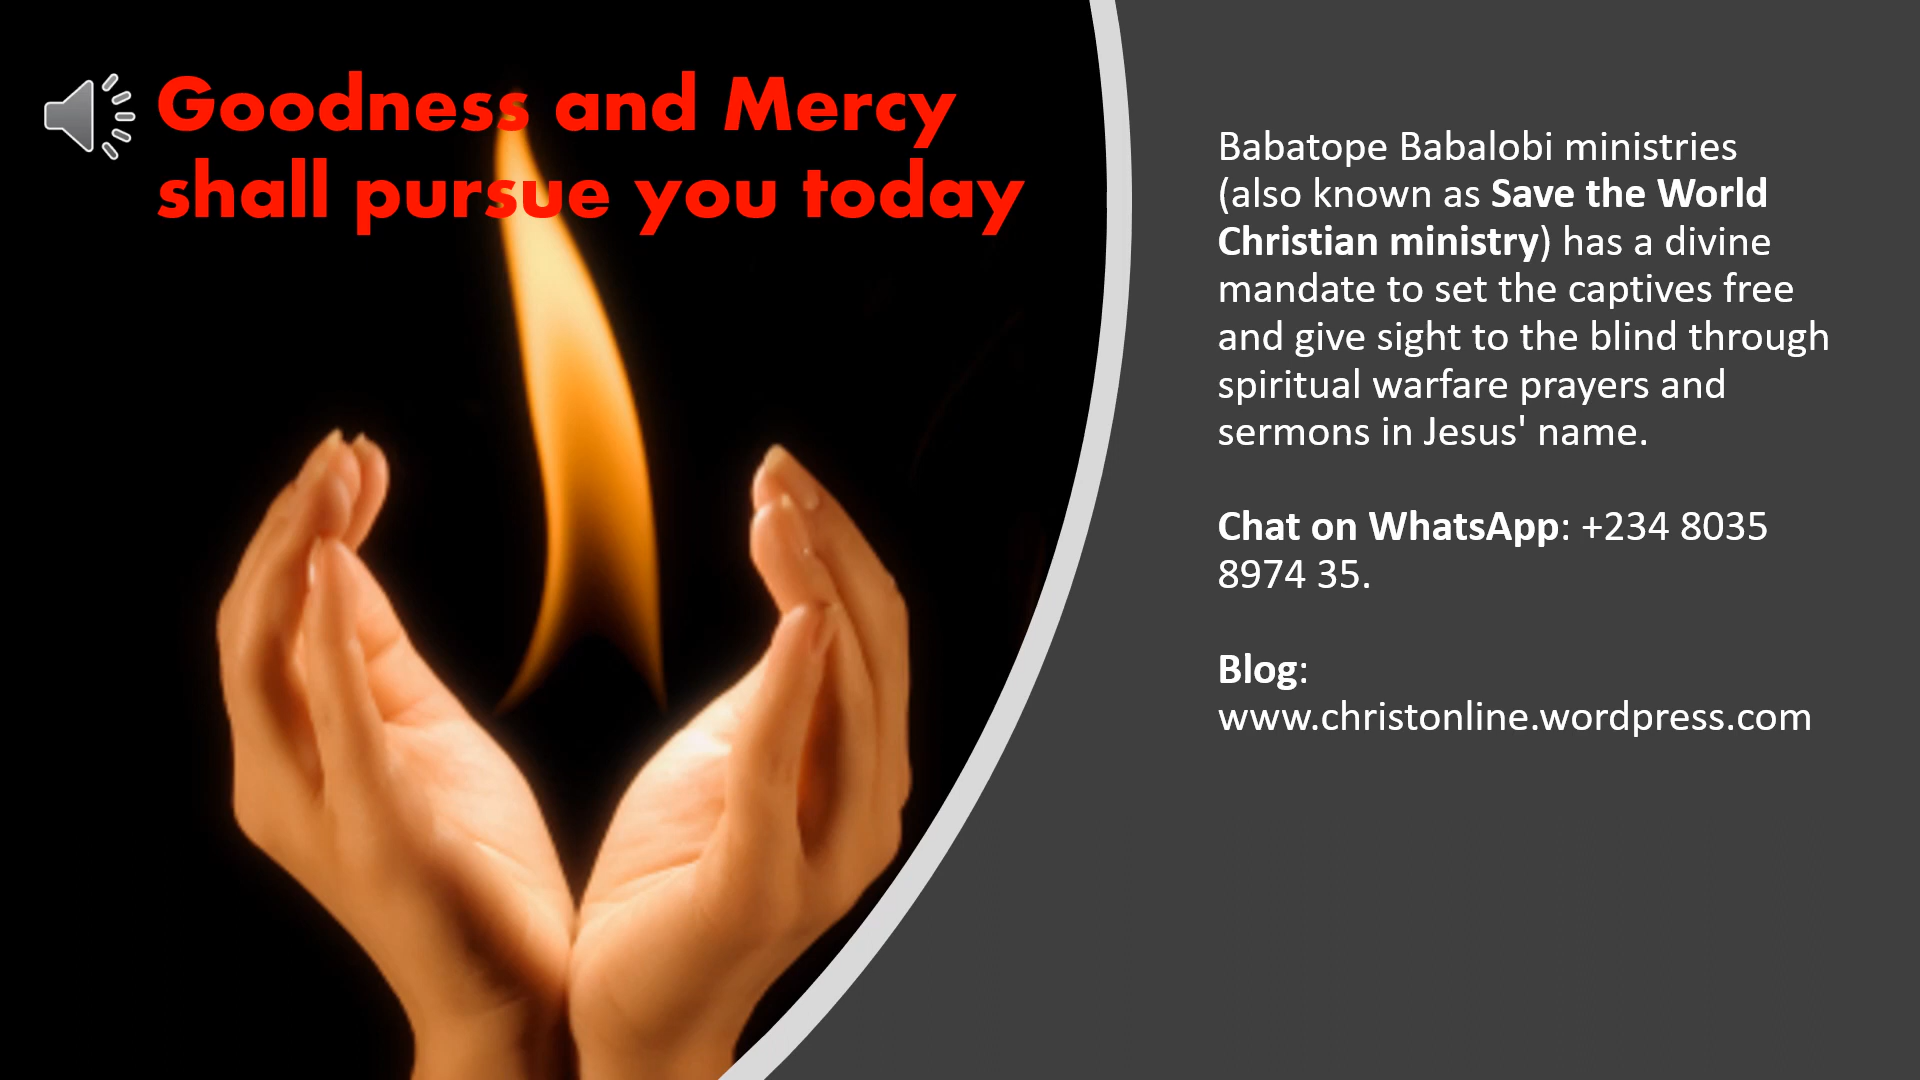 Goodness and Mercy
shall pursue you today
Babatope Babalobi ministries
(also known as Save the World
Christian ministry) has a divine
mandate to set the captives free
and give sight to the blind through
spiritual warfare prayers and
sermons in Jesus' name.
Chat on WhatsApp: +234 8035
8974 35.
Blog:
www.christonline.wordpress.com